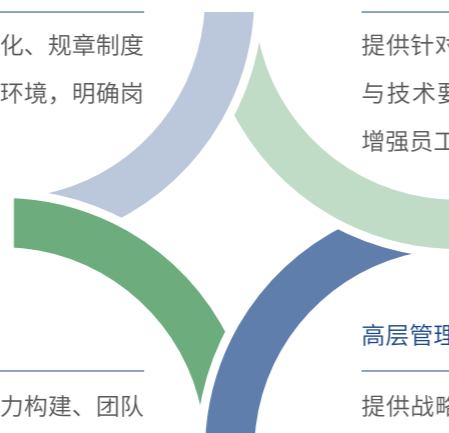 化、规章制度
环境，明确岗
提供针对
与技术要
增强员工
高层管理
力构建、团队
提供战略